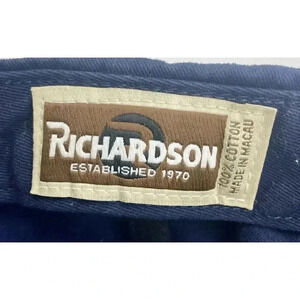 RICHARDSON
ESTABLISHED 1970
100% COTTON
MADE IN MACAU